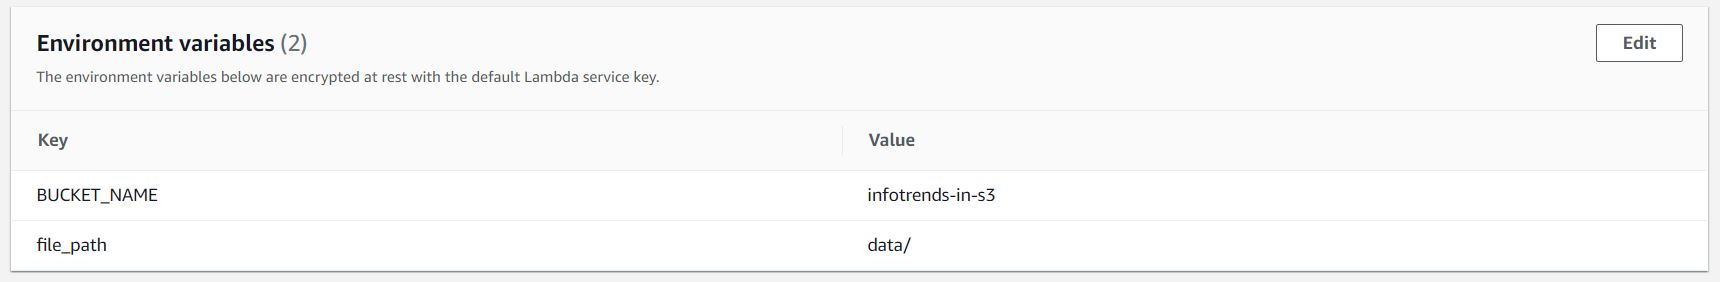 Environment variables (2)
Edit
The environment variables below are encrypted at rest with the default Lambda service key.
Key Value
BUCKET_NAME infotrends-in-s3
file_path data/